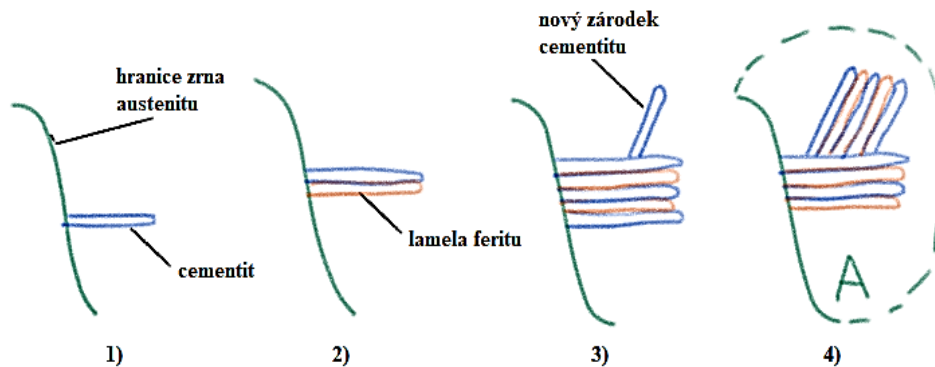 hranice zrna
austenitu
cementit
1)
lamela feritu
2)
nový zárodek
cementitu
3)
A
4)